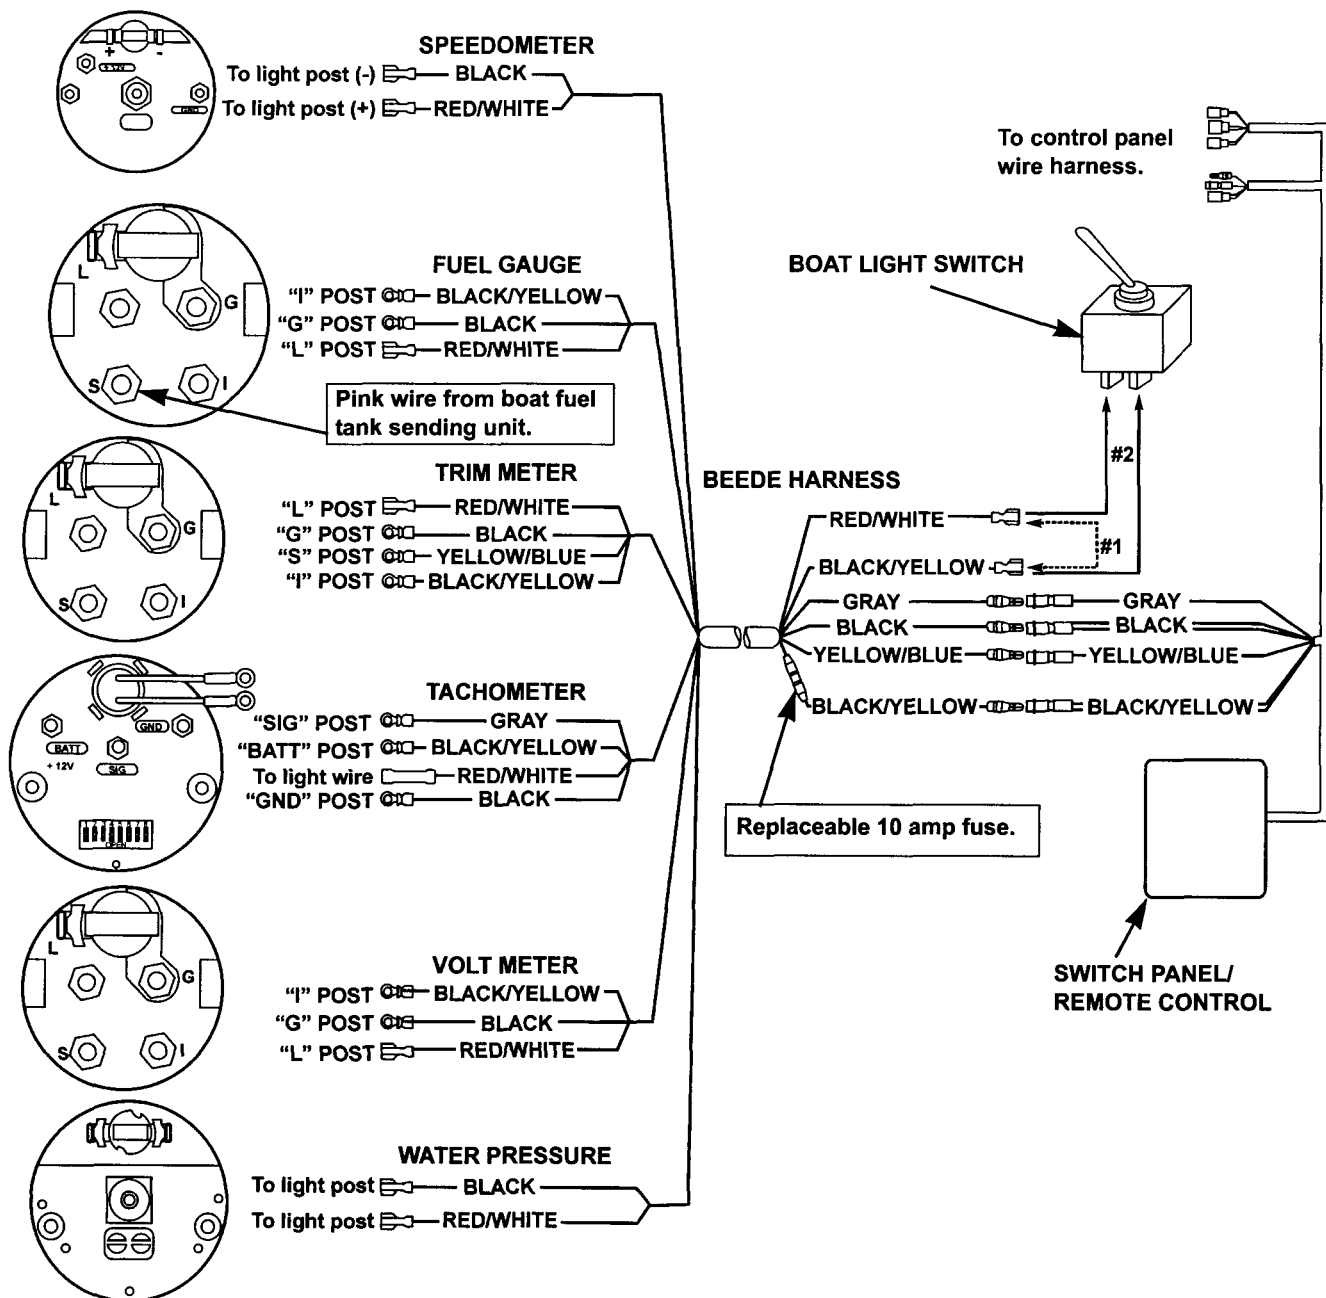 SPEEDOMETER
To light post (-) BLACK
To light post (+) RED/WHITE
+ -
+ 12V
GND
To control panel
wire harness.
BOAT LIGHT SWITCH
FUEL GAUGE
"I" POST BLACK/YELLOW
"G" POST BLACK
"L" POST RED/WHITE
L
G
S
I
Pink wire from boat fuel
tank sending unit.
TRIM METER
"L" POST RED/WHITE
"G" POST BLACK
"S" POST YELLOW/BLUE
"I" POST BLACK/YELLOW
L
G
S
I
BEEDE HARNESS
#2
RED/WHITE
#1
BLACK/YELLOW
GRAY GRAY
BLACK BLACK
YELLOW/BLUE YELLOW/BLUE
BLACK/YELLOW BLACK/YELLOW
Replaceable 10 amp fuse.
TACHOMETER
"SIG" POST GRAY
"BATT" POST BLACK/YELLOW
To light wire RED/WHITE
"GND" POST BLACK
GND
BATT
+ 12V
SIG
OPEN
SWITCH PANEL/
REMOTE CONTROL
VOLT METER
"I" POST BLACK/YELLOW
"G" POST BLACK
"L" POST RED/WHITE
L
G
S
I
WATER PRESSURE
To light post BLACK
To light post RED/WHITE